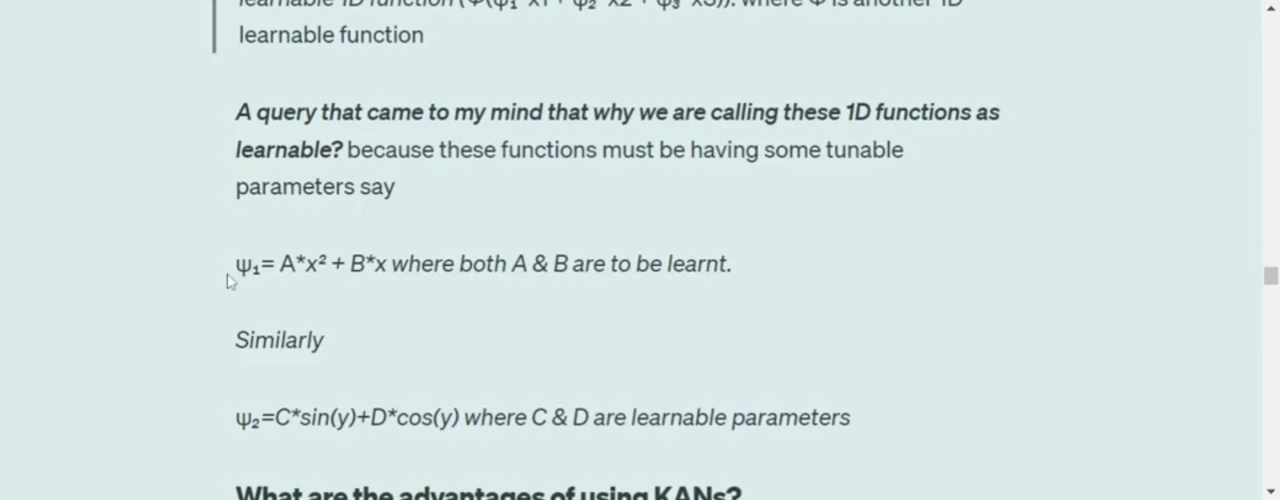 learnable function
A query that came to my mind that why we are calling these 1D functions as
learnable? because these functions must be having some tunable
parameters say
ψ₁= A*x² + B*x where both A & B are to be learnt.
Similarly
ψ₂=C*sin(y)+D*cos(y) where C & D are learnable parameters
What are the advantages of using KANs?